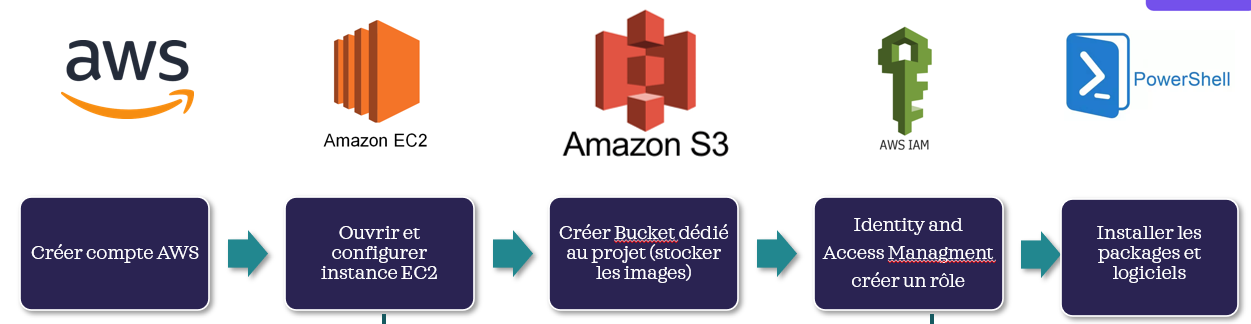 aws
Amazon EC2
Amazon S3
AWS IAM
PowerShell
Créer compte AWS
Ouvrir et
configurer
instance EC2
Créer Bucket dédié
au projet (stocker
les images)
Identity and
Access Managment
créer un rôle
Installer les
packages et
logiciels